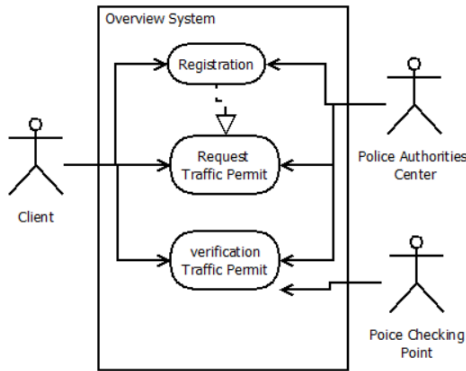 Overview System
Registration
Request
Traffic Permit
verification
Traffic Permit
Client
Police Authorities
Center
Poice Checking
Point